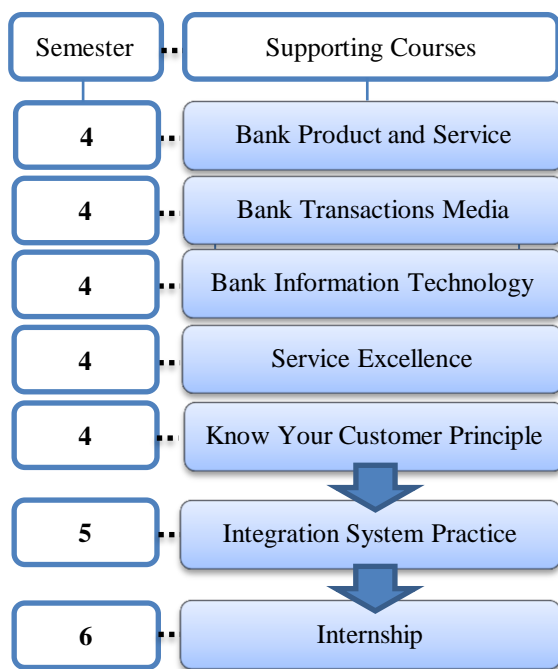 Semester Supporting Courses
4 Bank Product and Service
4 Bank Transactions Media
4 Bank Information Technology
4 Service Excellence
4 Know Your Customer Principle
5 Integration System Practice
6 Internship